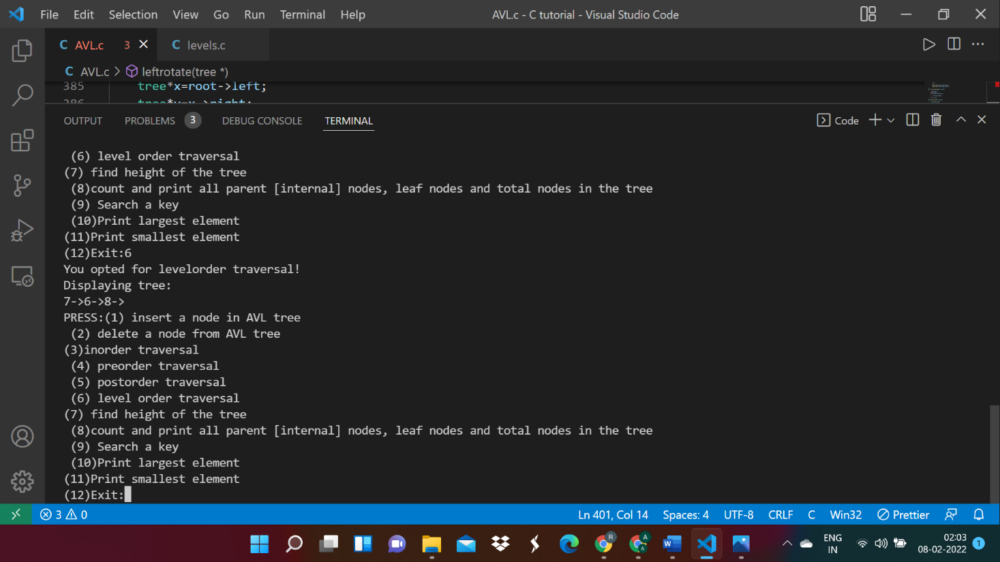 File Edit Selection View Go Run Terminal Help AVL.c - C tutorial - Visual Studio Code
C AVL.c 3 C levels.c
C AVL.c > leftrotate(tree *)
385 tree*x=root->left;
386 tree*y=x->right;
OUTPUT PROBLEMS 3 DEBUG CONSOLE TERMINAL Code
(6) level order traversal
(7) find height of the tree
(8)count and print all parent [internal] nodes, leaf nodes and total nodes in the tree
(9) Search a key
(10)Print largest element
(11)Print smallest element
(12)Exit:6
You opted for levelorder traversal!
Displaying tree:
7->6->8->
PRESS:(1) insert a node in AVL tree
(2) delete a node from AVL tree
(3)inorder traversal
(4) preorder traversal
(5) postorder traversal
(6) level order traversal
(7) find height of the tree
(8)count and print all parent [internal] nodes, leaf nodes and total nodes in the tree
(9) Search a key
(10)Print largest element
(11)Print smallest element
(12)Exit:
3 0 Ln 401, Col 14 Spaces: 4 UTF-8 CRLF C Win32 Prettier
R A A W ENG 02:03
IN 08-02-2022 1